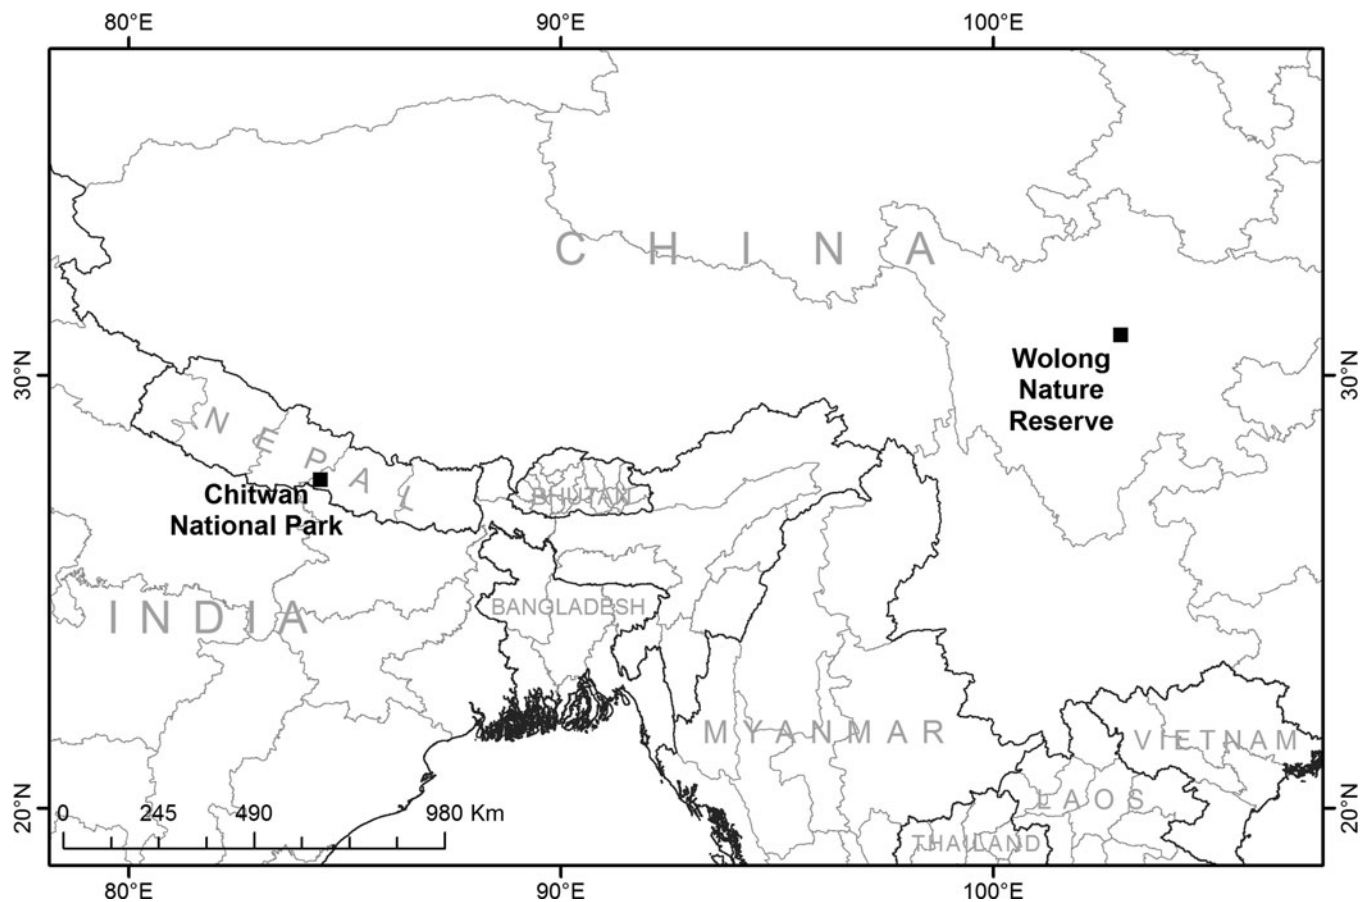 80°E 90°E 100°E
CHINA
30°N 30°N
Wolong
Nature
Reserve
NEPAL
Chitwan
National Park
BHUTAN
INDIA
BANGLADESH
MYANMAR
VIETNAM
LAOS
THAILAND
20°N 20°N
0 245 490 980 Km
80°E 90°E 100°E